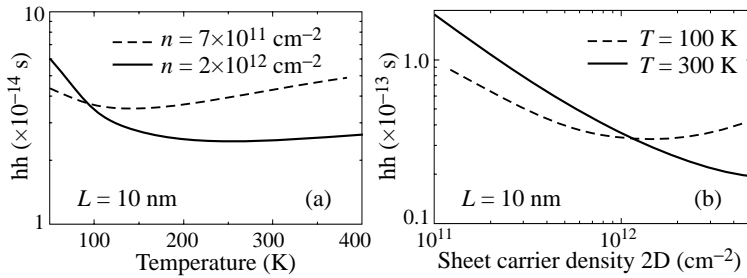 hh (×10⁻¹⁴ s)
10
1
n = 7×10¹¹ cm⁻²
n = 2×10¹² cm⁻²
L = 10 nm
(a)
100 200 300 400
Temperature (K)
hh (×10⁻¹³ s)
1.0
0.1
T = 100 K
T = 300 K
L = 10 nm
(b)
10¹¹ 10¹²
Sheet carrier density 2D (cm⁻²)